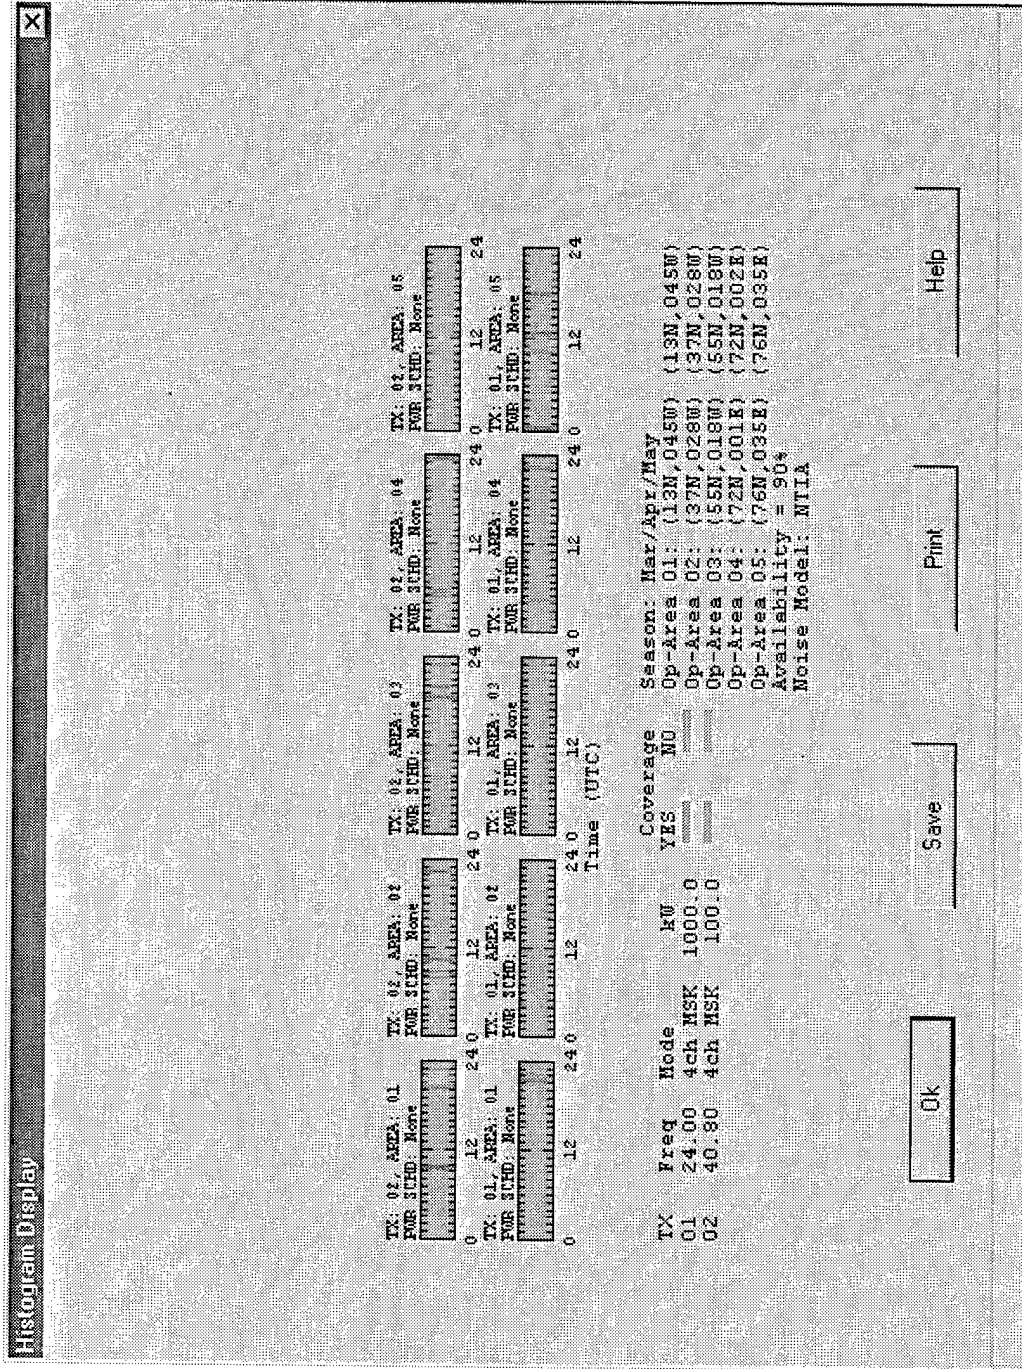 Histogram Display
TX: 02, AREA: 01 TX: 02, AREA: 02 TX: 02, AREA: 03 TX: 02, AREA: 04 TX: 02, AREA: 05
PWR SCHD: None PWR SCHD: None PWR SCHD: None PWR SCHD: None PWR SCHD: None
0 12 24 0 12 24 0 12 24 0 12 24 0 12 24
TX: 01, AREA: 01 TX: 01, AREA: 02 TX: 01, AREA: 03 TX: 01, AREA: 04 TX: 01, AREA: 05
PWR SCHD: None PWR SCHD: None PWR SCHD: None PWR SCHD: None PWR SCHD: None
0 12 24 0 12 24 0 12 24 0 12 24 0 12 24
Time (UTC)
Coverage Season: Mar/Apr/May
TX Freq Mode kW YES NO Op-Area 01: (13N,045W) (13N,045W)
01 24.00 4ch MSK 1000.0 Op-Area 02: (37N,028W) (37N,028W)
02 40.80 4ch MSK 100.0 Op-Area 03: (55N,018W) (55N,018W)
Op-Area 04: (72N,001E) (72N,002E)
Op-Area 05: (76N,035E) (76N,035E)
Availability = 90%
Noise Model: NTIA
Ok Save Print Help